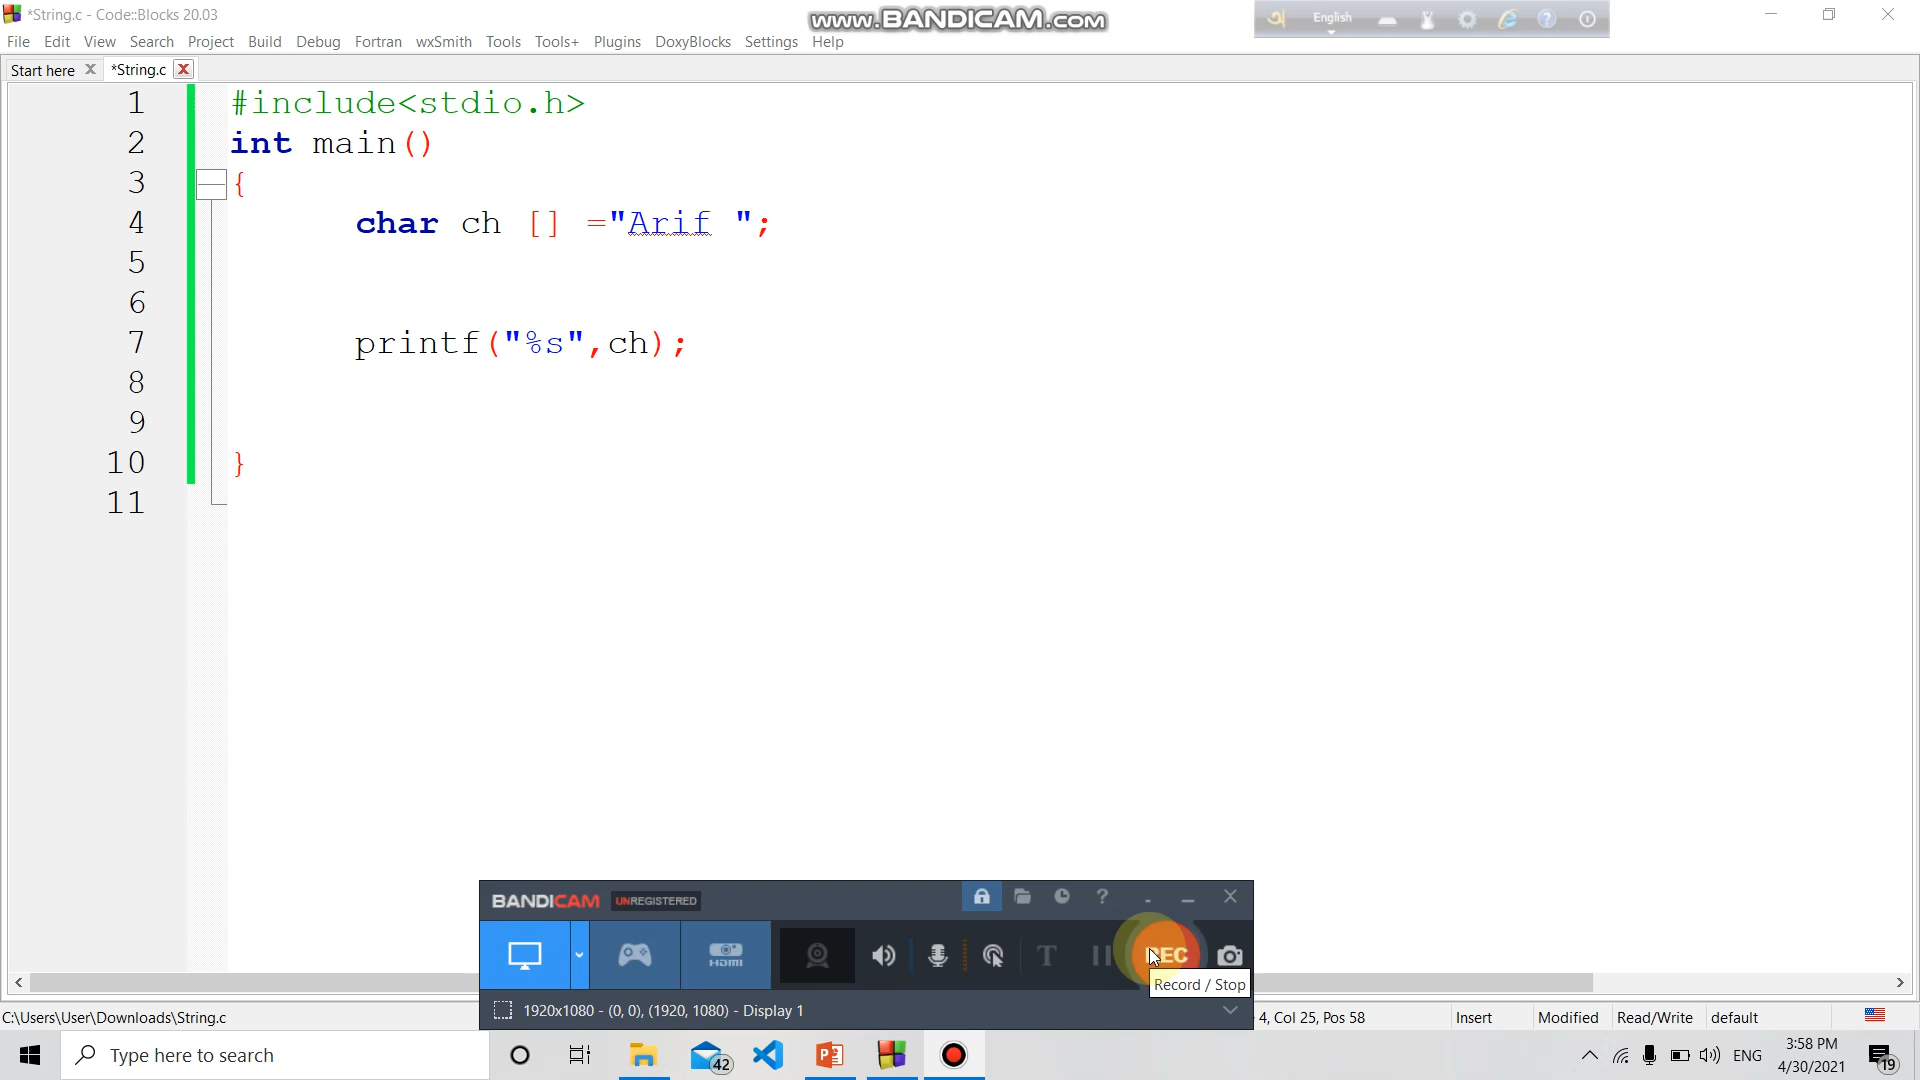 *String.c - Code::Blocks 20.03
www.BANDICAM.com
English
File Edit View Search Project Build Debug Fortran wxSmith Tools Tools+ Plugins DoxyBlocks Settings Help
Start here *String.c
1 #include<stdio.h>
2 int main()
3 {
4 char ch [] ="Arif ";
5
6
7 printf("%s",ch);
8
9
10 }
11
BANDICAM UNREGISTERED
HDMI
T
REC
Record / Stop
1920x1080 - (0, 0), (1920, 1080) - Display 1
C:\Users\User\Downloads\String.c
4, Col 25, Pos 58
Insert
Modified
Read/Write
default
Type here to search
42
ENG
3:58 PM
4/30/2021
19